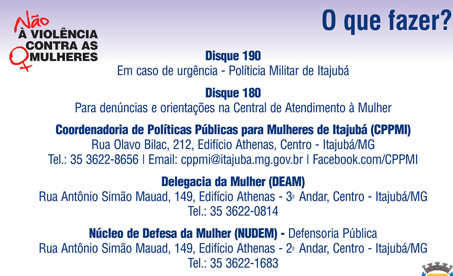 Não
À VIOLÊNCIA
CONTRA AS
MULHERES
O que fazer?
Disque 190
Em caso de urgência - Políticia Militar de Itajubá
Disque 180
Para denúncias e orientações na Central de Atendimento à Mulher
Coordenadoria de Políticas Públicas para Mulheres de Itajubá (CPPMI)
Rua Olavo Bilac, 212, Edifício Athenas, Centro - Itajubá/MG
Tel.: 35 3622-8656 | Email: cppmi@itajuba.mg.gov.br | Facebook.com/CPPMI
Delegacia da Mulher (DEAM)
Rua Antônio Simão Mauad, 149, Edifício Athenas - 3º Andar, Centro - Itajubá/MG
Tel.: 35 3622-0814
Núcleo de Defesa da Mulher (NUDEM) - Defensoria Pública
Rua Antônio Simão Mauad, 149, Edifício Athenas - 2º Andar, Centro - Itajubá/MG
Tel.: 35 3622-1683